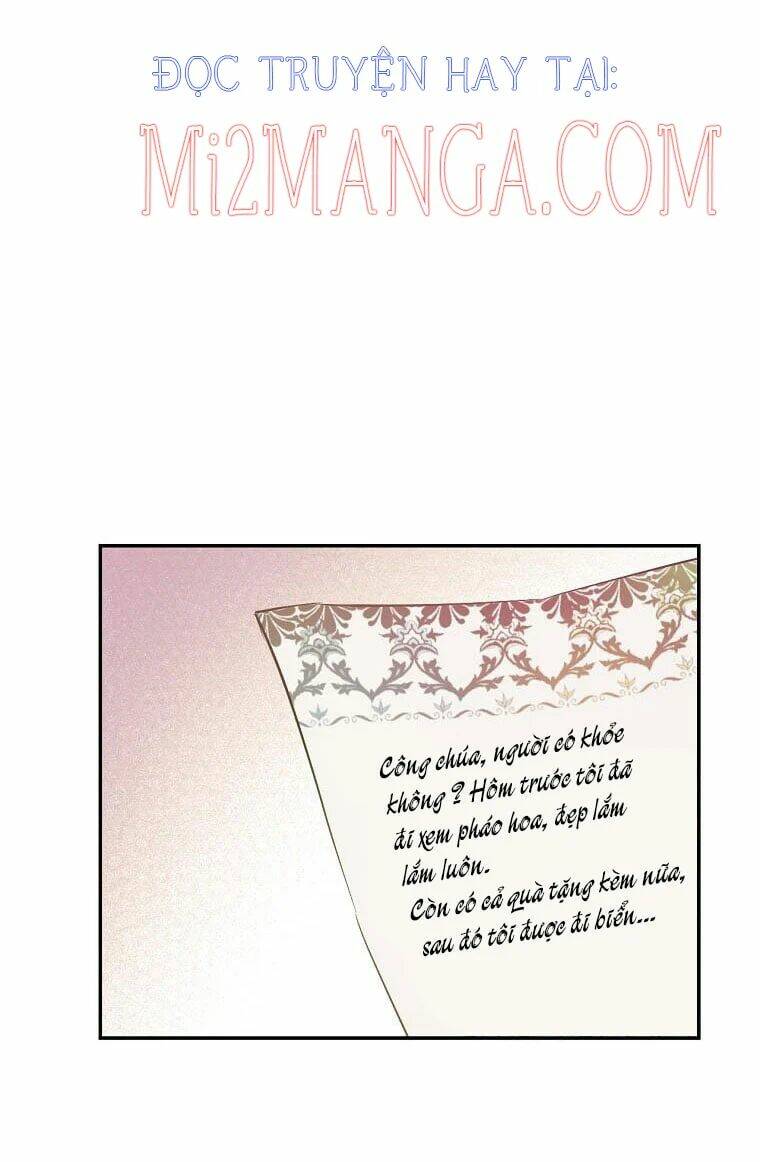 ĐỌC TRUYỆN HAY TẠI:
MI2MANGA.COM
Công chúa, người có khỏe
không ? Hôm trước tôi đã
đi xem pháo hoa, đẹp lắm
lắm luôn.
Còn có cả quà tặng kèm nữa,
sau đó tôi được đi biển...